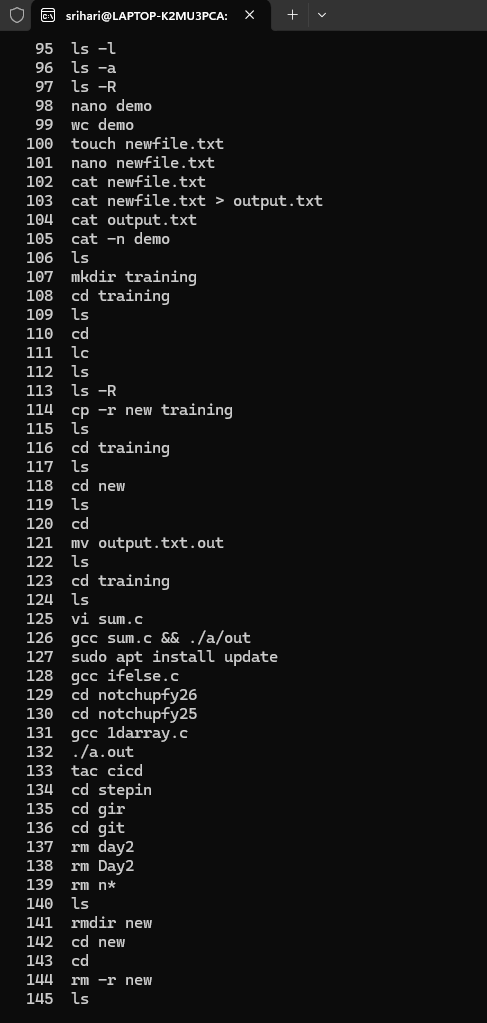 srihari@LAPTOP-K2MU3PCA:
95 ls -l
96 ls -a
97 ls -R
98 nano demo
99 wc demo
100 touch newfile.txt
101 nano newfile.txt
102 cat newfile.txt
103 cat newfile.txt > output.txt
104 cat output.txt
105 cat -n demo
106 ls
107 mkdir training
108 cd training
109 ls
110 cd
111 lc
112 ls
113 ls -R
114 cp -r new training
115 ls
116 cd training
117 ls
118 cd new
119 ls
120 cd
121 mv output.txt.out
122 ls
123 cd training
124 ls
125 vi sum.c
126 gcc sum.c && ./a/out
127 sudo apt install update
128 gcc ifelse.c
129 cd notchupfy26
130 cd notchupfy25
131 gcc 1darray.c
132 ./a.out
133 tac cicd
134 cd stepin
135 cd gir
136 cd git
137 rm day2
138 rm Day2
139 rm n*
140 ls
141 rmdir new
142 cd new
143 cd
144 rm -r new
145 ls